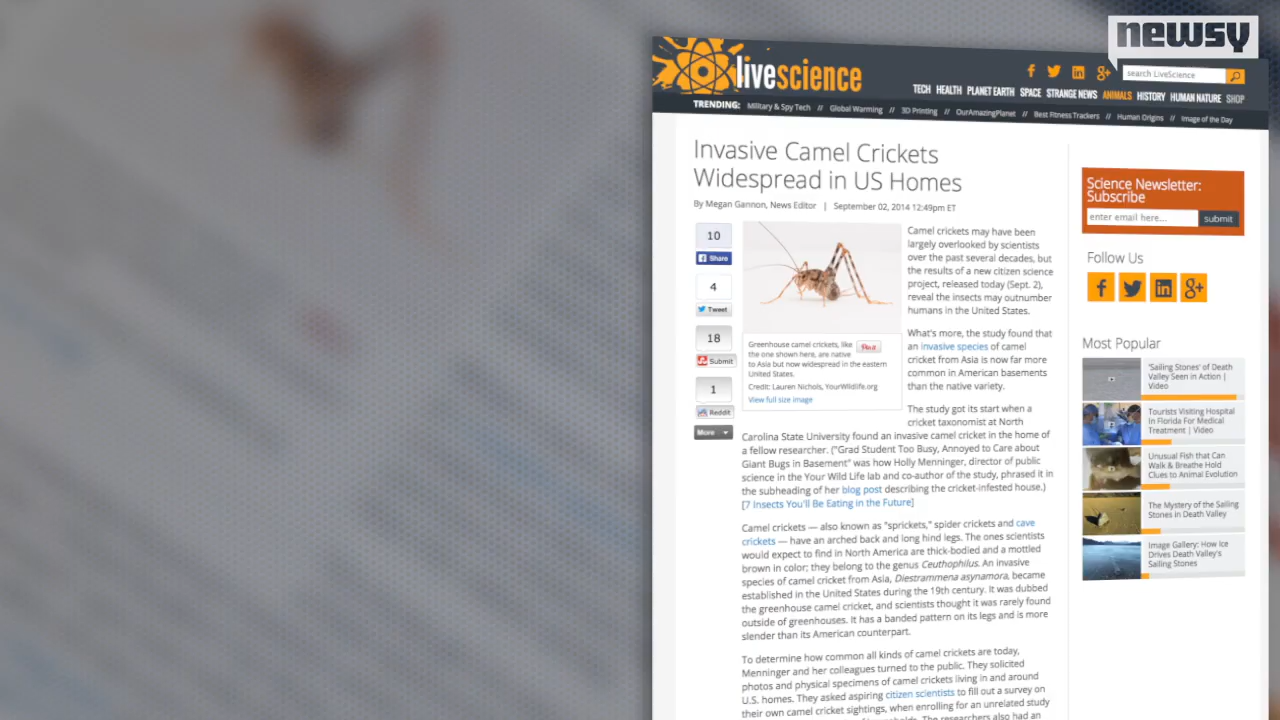 newsy
livescience
search LiveScience
TECH HEALTH PLANET EARTH SPACE STRANGE NEWS ANIMALS HISTORY HUMAN NATURE SHOP
TRENDING: Military & Spy Tech // Global Warming // 3D Printing // OurAmazingPlanet // Best Fitness Trackers // Human Origins // Image of the Day
Invasive Camel Crickets
Widespread in US Homes
By Megan Gannon, News Editor | September 02, 2014 12:49pm ET
10
Share
4
Tweet
18
Submit
1
Reddit
More
Pin it
Greenhouse camel crickets, like
the one shown here, are native
to Asia but now widespread in the eastern
United States.
Credit: Lauren Nichols, YourWildlife.org
View full size image
Camel crickets may have been
largely overlooked by scientists
over the past several decades, but
the results of a new citizen science
project, released today (Sept. 2),
reveal the insects may outnumber
humans in the United States.
What's more, the study found that
an invasive species of camel
cricket from Asia is now far more
common in American basements
than the native variety.
The study got its start when a
cricket taxonomist at North
Carolina State University found an invasive camel cricket in the home of
a fellow researcher. ("Grad Student Too Busy, Annoyed to Care about
Giant Bugs in Basement" was how Holly Menninger, director of public
science in the Your Wild Life lab and co-author of the study, phrased it in
the subheading of her blog post describing the cricket-infested house.)
[7 Insects You'll Be Eating in the Future]
Camel crickets — also known as "sprickets," spider crickets and cave
crickets — have an arched back and long hind legs. The ones scientists
would expect to find in North America are thick-bodied and a mottled
brown in color; they belong to the genus Ceuthophilus. An invasive
species of camel cricket from Asia, Diestrammena asynamora, became
established in the United States during the 19th century. It was dubbed
the greenhouse camel cricket, and scientists thought it was rarely found
outside of greenhouses. It has a banded pattern on its legs and is more
slender than its American counterpart.
To determine how common all kinds of camel crickets are today,
Menninger and her colleagues turned to the public. They solicited
photos and physical specimens of camel crickets living in and around
U.S. homes. They asked aspiring citizen scientists to fill out a survey on
their own camel cricket sightings, when enrolling for an unrelated study
households. The researchers also had an
Science Newsletter:
Subscribe
enter email here... submit
Follow Us
Most Popular
'Sailing Stones' of Death
Valley Seen in Action |
Video
Tourists Visiting Hospital
In Florida For Medical
Treatment | Video
Unusual Fish that Can
Walk & Breathe Hold
Clues to Animal Evolution
The Mystery of the Sailing
Stones in Death Valley
Image Gallery: How Ice
Drives Death Valley's
Sailing Stones